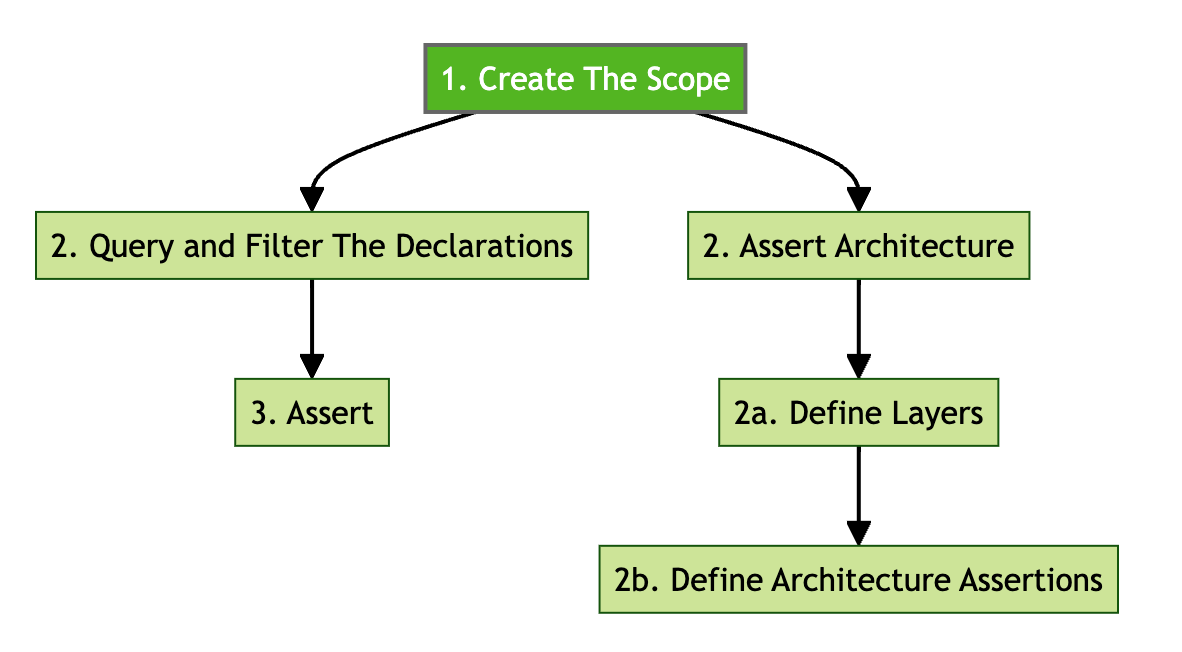 1. Create The Scope
2. Query and Filter The Declarations
2. Assert Architecture
3. Assert
2a. Define Layers
2b. Define Architecture Assertions